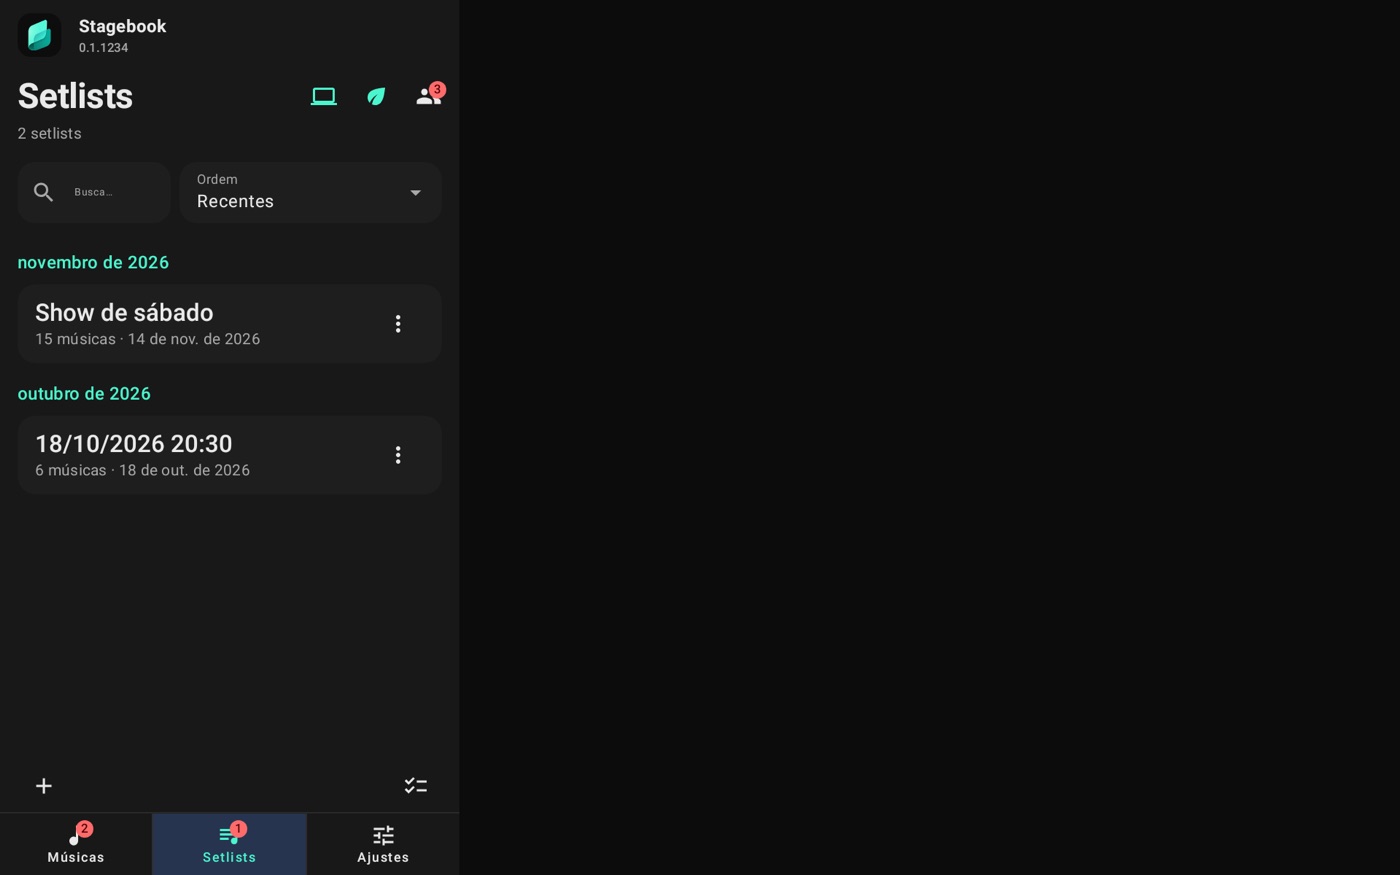 Stagebook
0.1.1234
Setlists
3
2 setlists
Busca…
Ordem
Recentes
novembro de 2026
Show de sábado
15 músicas · 14 de nov. de 2026
outubro de 2026
18/10/2026 20:30
6 músicas · 18 de out. de 2026
2
Músicas
1
Setlists
Ajustes